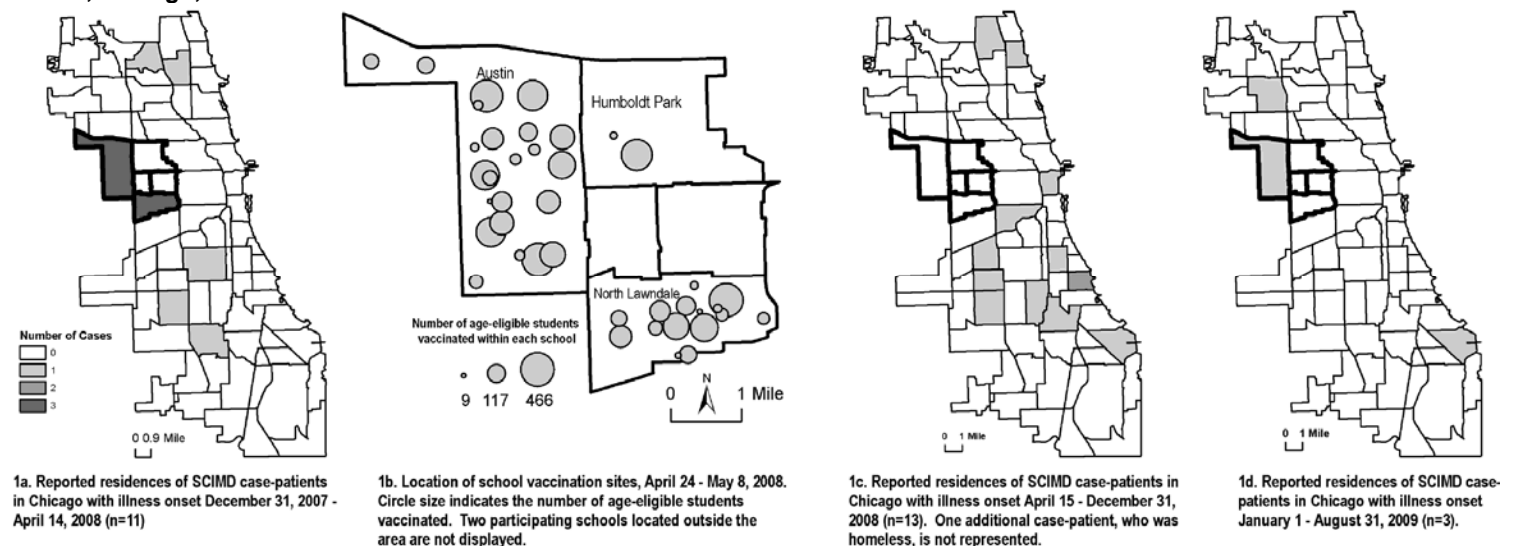 Number of Cases
0
1
2
3
0 0.9 Mile
1a. Reported residences of SCIMD case-patients
in Chicago with illness onset December 31, 2007 -
April 14, 2008 (n=11)
Austin
Humboldt Park
North Lawndale
Number of age-eligible students
vaccinated within each school
9 117 466
N
0 1 Mile
1b. Location of school vaccination sites, April 24 - May 8, 2008.
Circle size indicates the number of age-eligible students
vaccinated. Two participating schools located outside the
area are not displayed.
0 1 Mile
1c. Reported residences of SCIMD case-patients in
Chicago with illness onset April 15 - December 31,
2008 (n=13). One additional case-patient, who was
homeless, is not represented.
0 1 Mile
1d. Reported residences of SCIMD case-
patients in Chicago with illness onset
January 1 - August 31, 2009 (n=3).